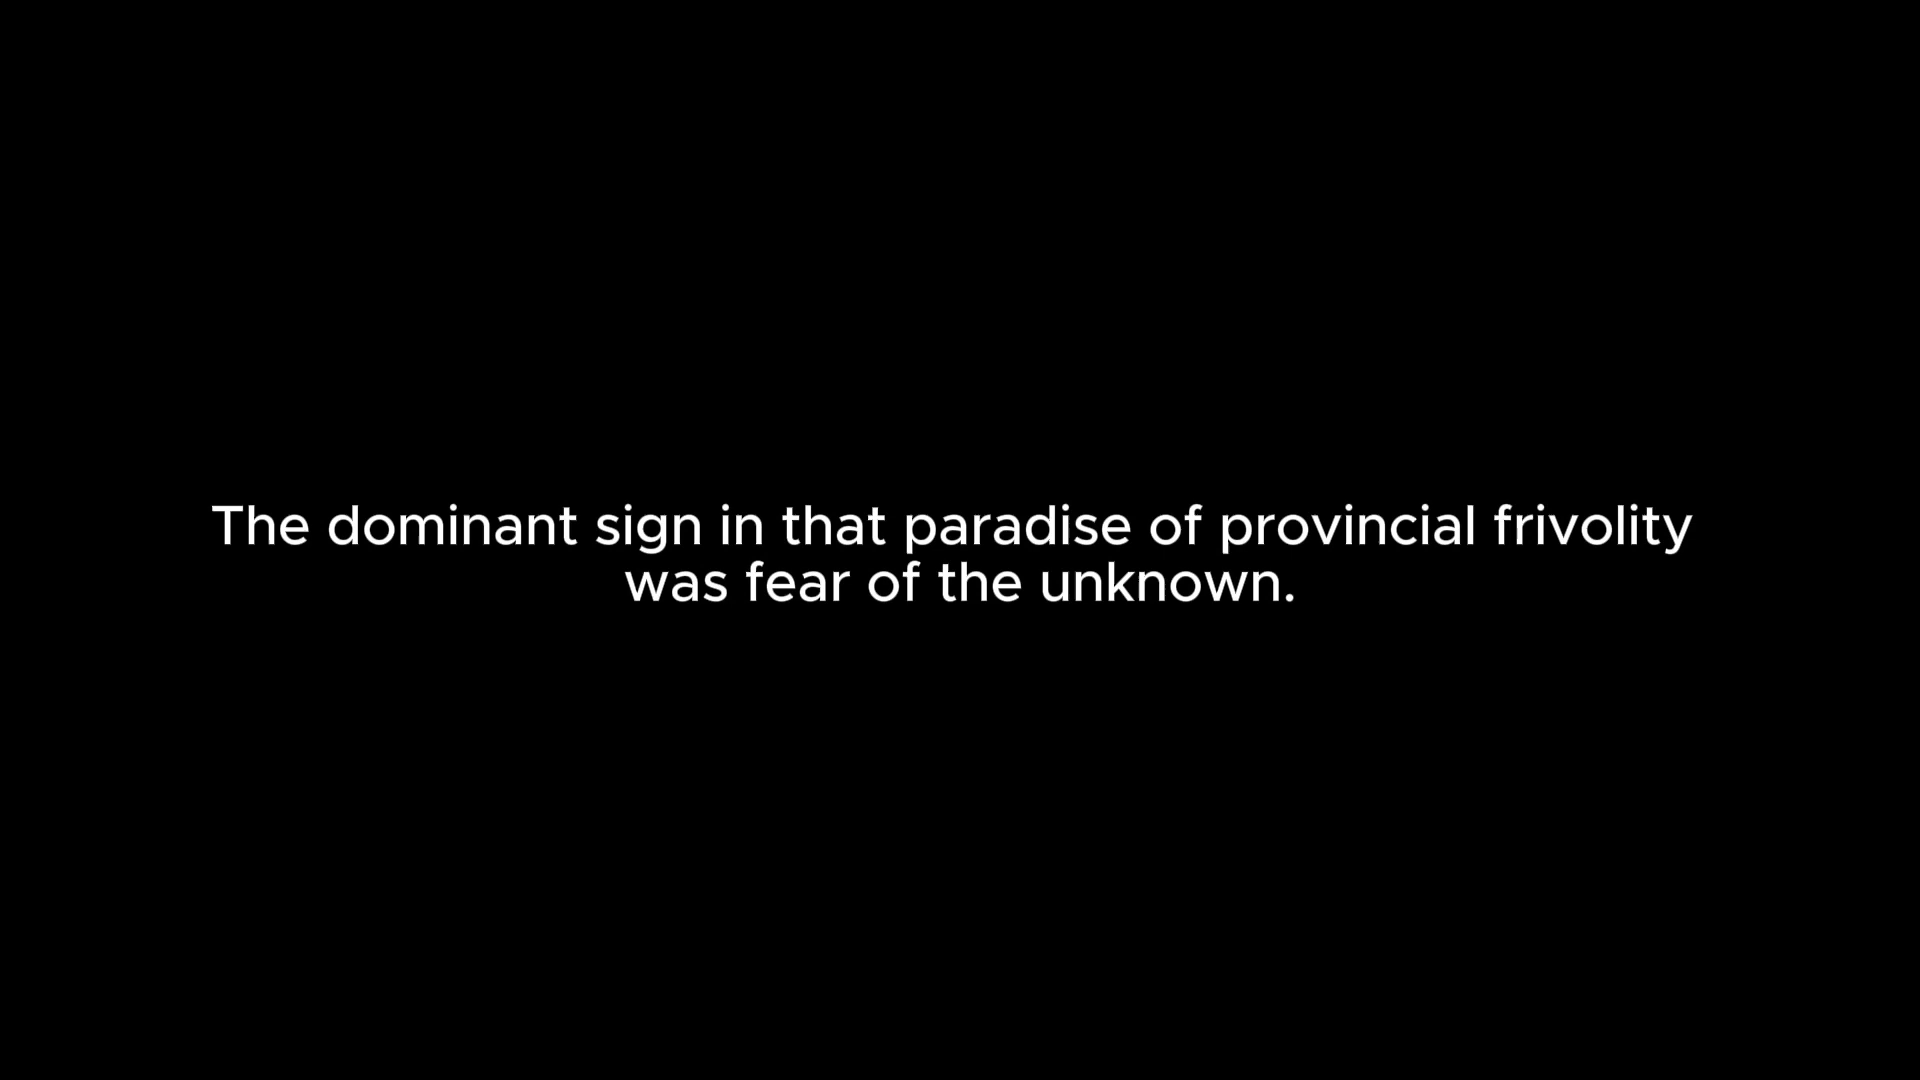 The dominant sign in that paradise of provincial frivolity
was fear of the unknown.